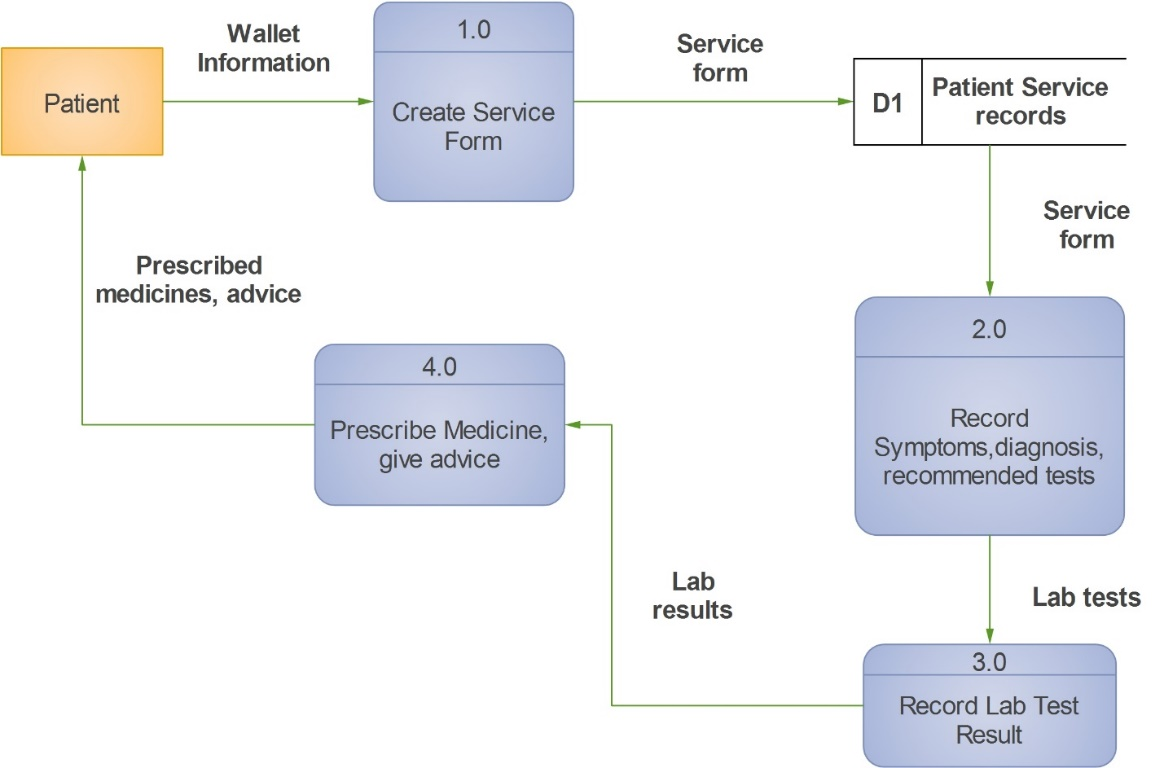 Patient
Wallet
Information
1.0
Create Service
Form
Service
form
D1
Patient Service
records
Service
form
2.0
Record
Symptoms,diagnosis,
recommended tests
Lab tests
3.0
Record Lab Test
Result
Lab
results
4.0
Prescribe Medicine,
give advice
Prescribed
medicines, advice